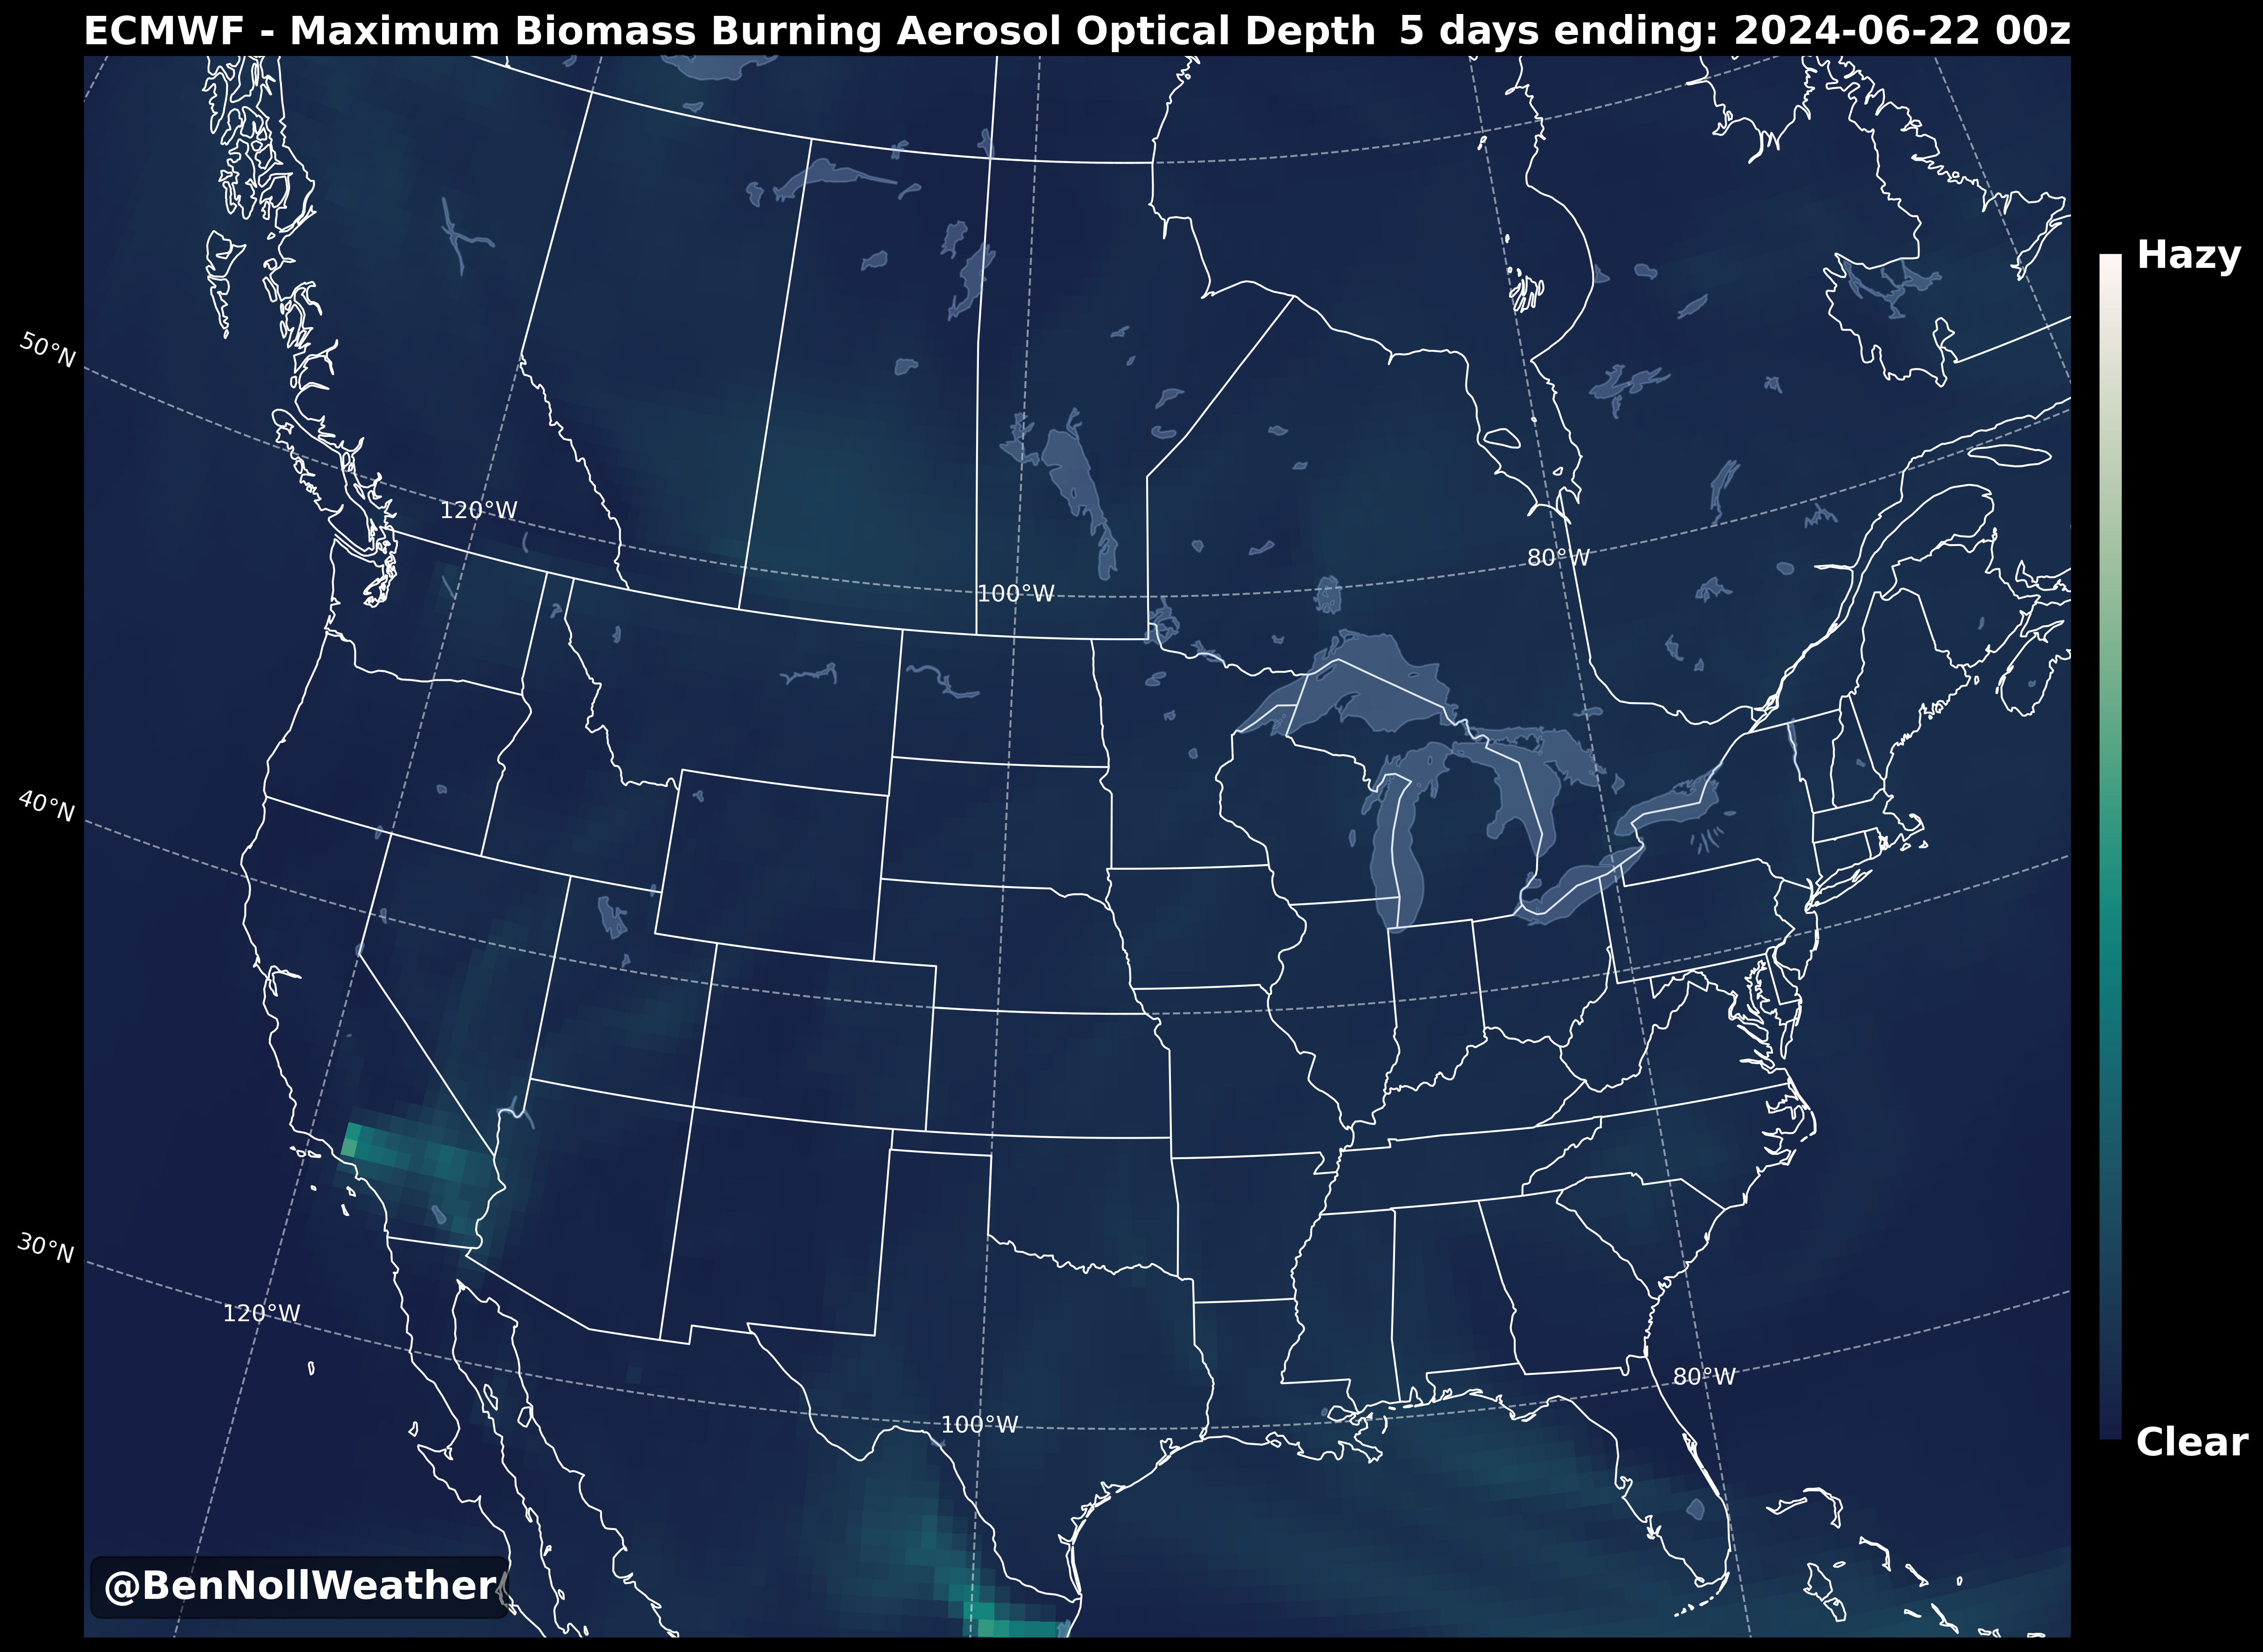 ECMWF - Maximum Biomass Burning Aerosol Optical Depth 5 days ending: 2024-06-22 00z
Hazy
50°N
120°W
80°W
100°W
40°N
30°N
120°W
80°W
100°W
Clear
@BenNollWeather